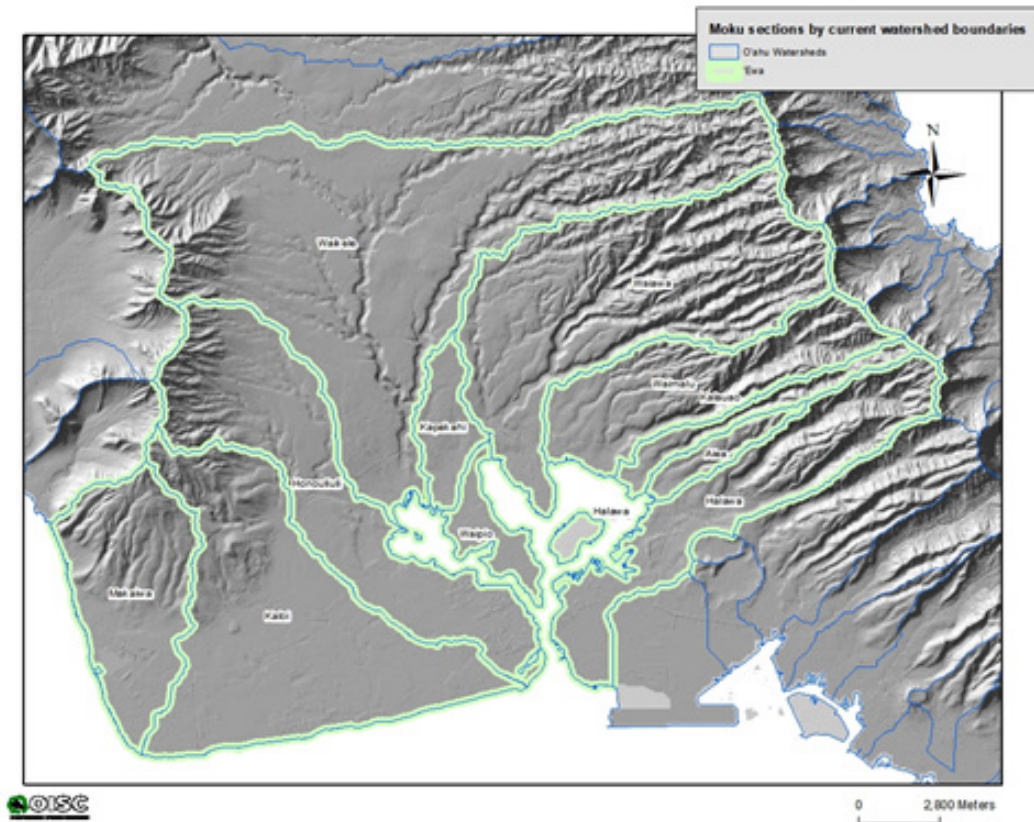 Moku sections by current watershed boundaries
O'ahu Watersheds
'Ewa
N
Waikele
Waiawa
Waimalu
Kalauao
Kapakahi
Aiea
Honouliuli
Halawa
Halawa
Waipio
Makaiwa
Kaloi
OISC
0 2,800 Meters